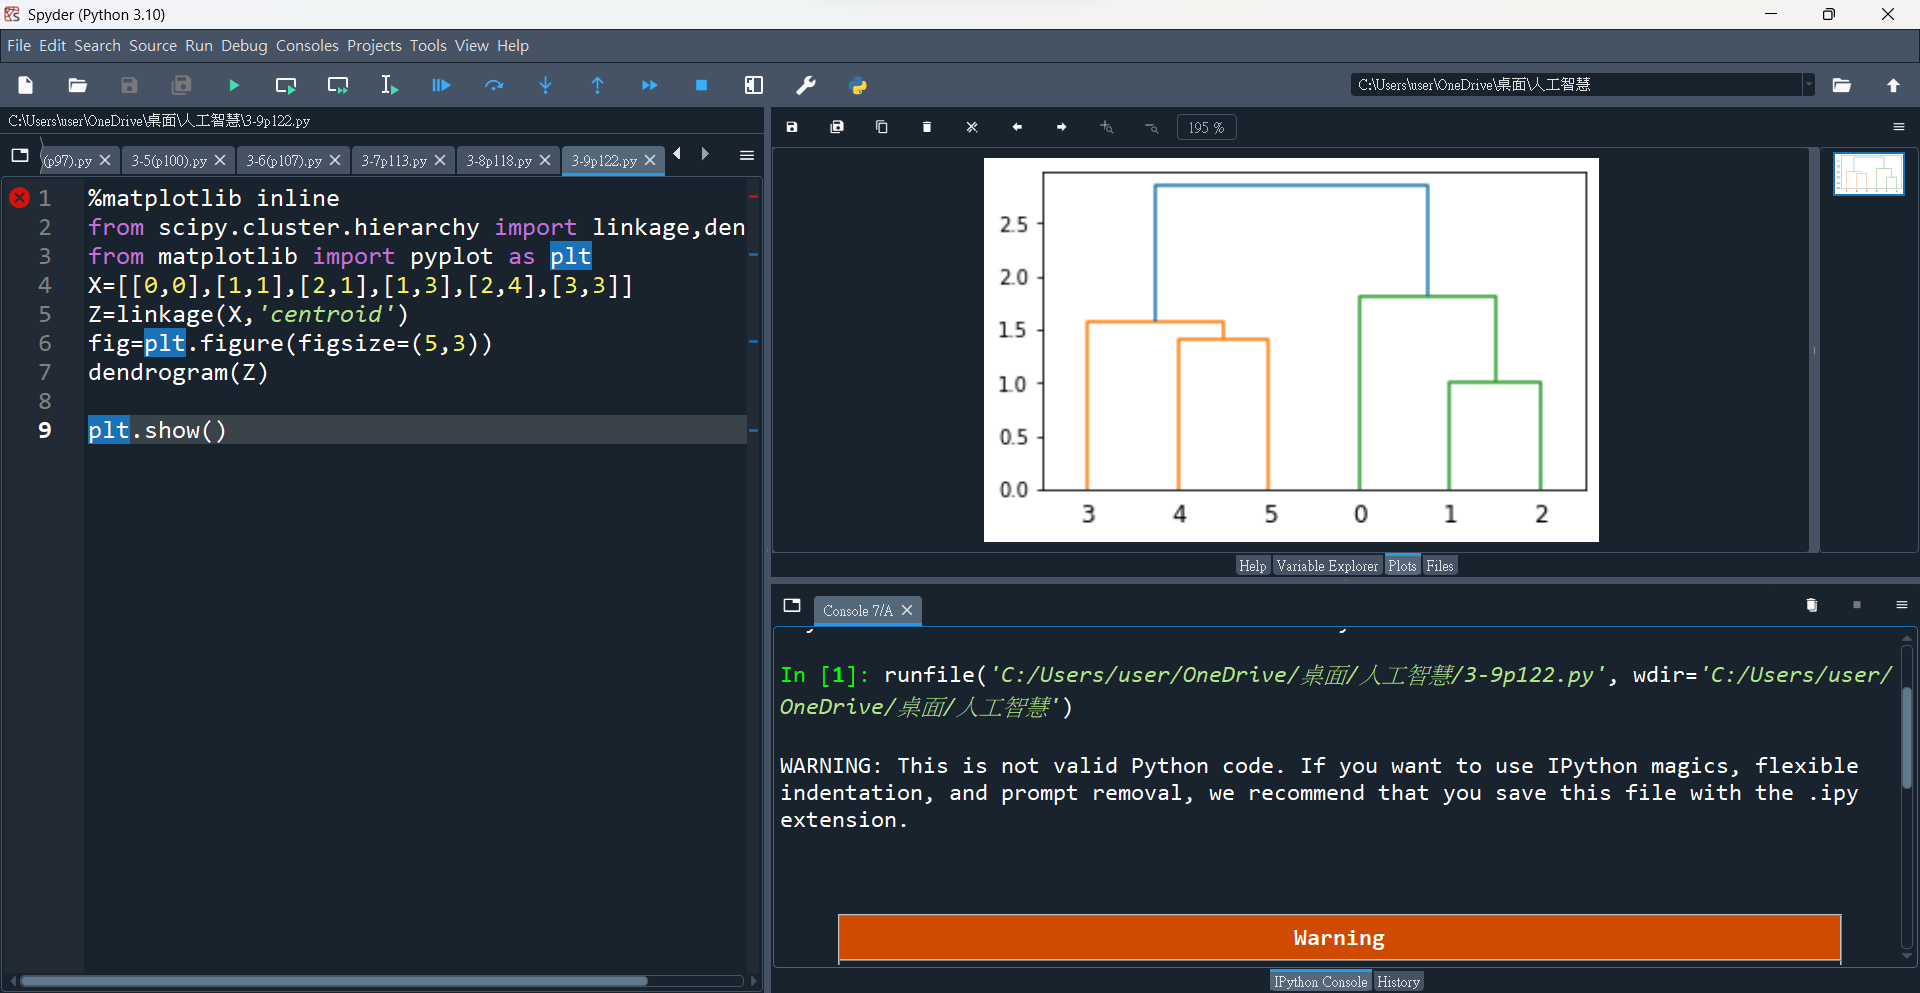 Spyder (Python 3.10)
File Edit Search Source Run Debug Consoles Projects Tools View Help
C:\Users\user\OneDrive\桌面\人工智慧
C:\Users\user\OneDrive\桌面\人工智慧\3-9p122.py
(p97).py 3-5(p100).py 3-6(p107).py 3-7p113.py 3-8p118.py 3-9p122.py
1 %matplotlib inline
2 from scipy.cluster.hierarchy import linkage,den
3 from matplotlib import pyplot as plt
4 X=[[0,0],[1,1],[2,1],[1,3],[2,4],[3,3]]
5 Z=linkage(X,'centroid')
6 fig=plt.figure(figsize=(5,3))
7 dendrogram(Z)
8
9 plt.show()
195 %
2.5
2.0
1.5
1.0
0.5
0.0
3 4 5 0 1 2
Help Variable Explorer Plots Files
Console 7/A
In [1]: runfile('C:/Users/user/OneDrive/桌面/人工智慧/3-9p122.py', wdir='C:/Users/user/
OneDrive/桌面/人工智慧')
WARNING: This is not valid Python code. If you want to use IPython magics, flexible
indentation, and prompt removal, we recommend that you save this file with the .ipy
extension.
Warning
IPython Console History